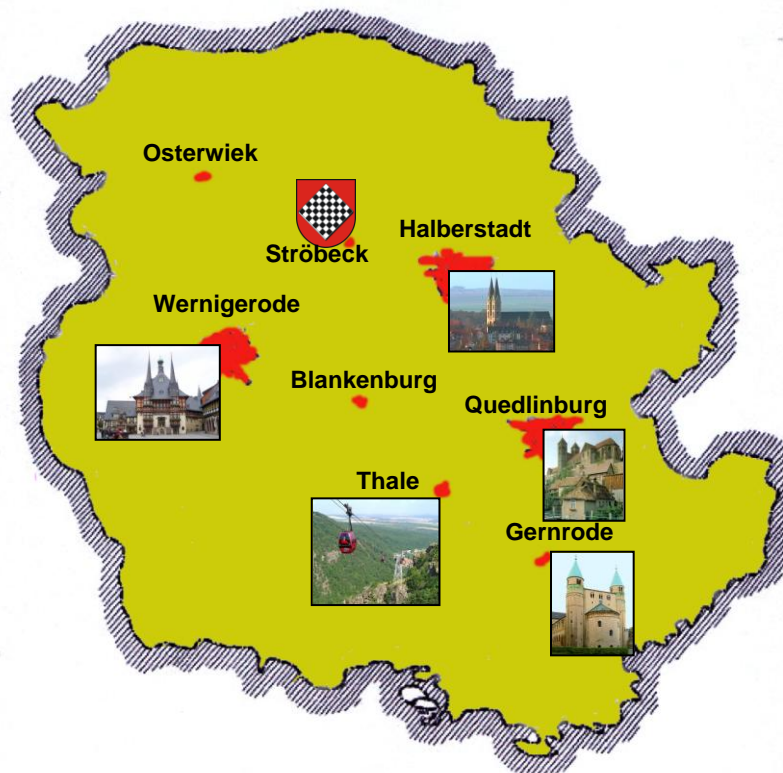 Osterwiek
Halberstadt
Ströbeck
Wernigerode
Blankenburg
Quedlinburg
Thale
Gernrode